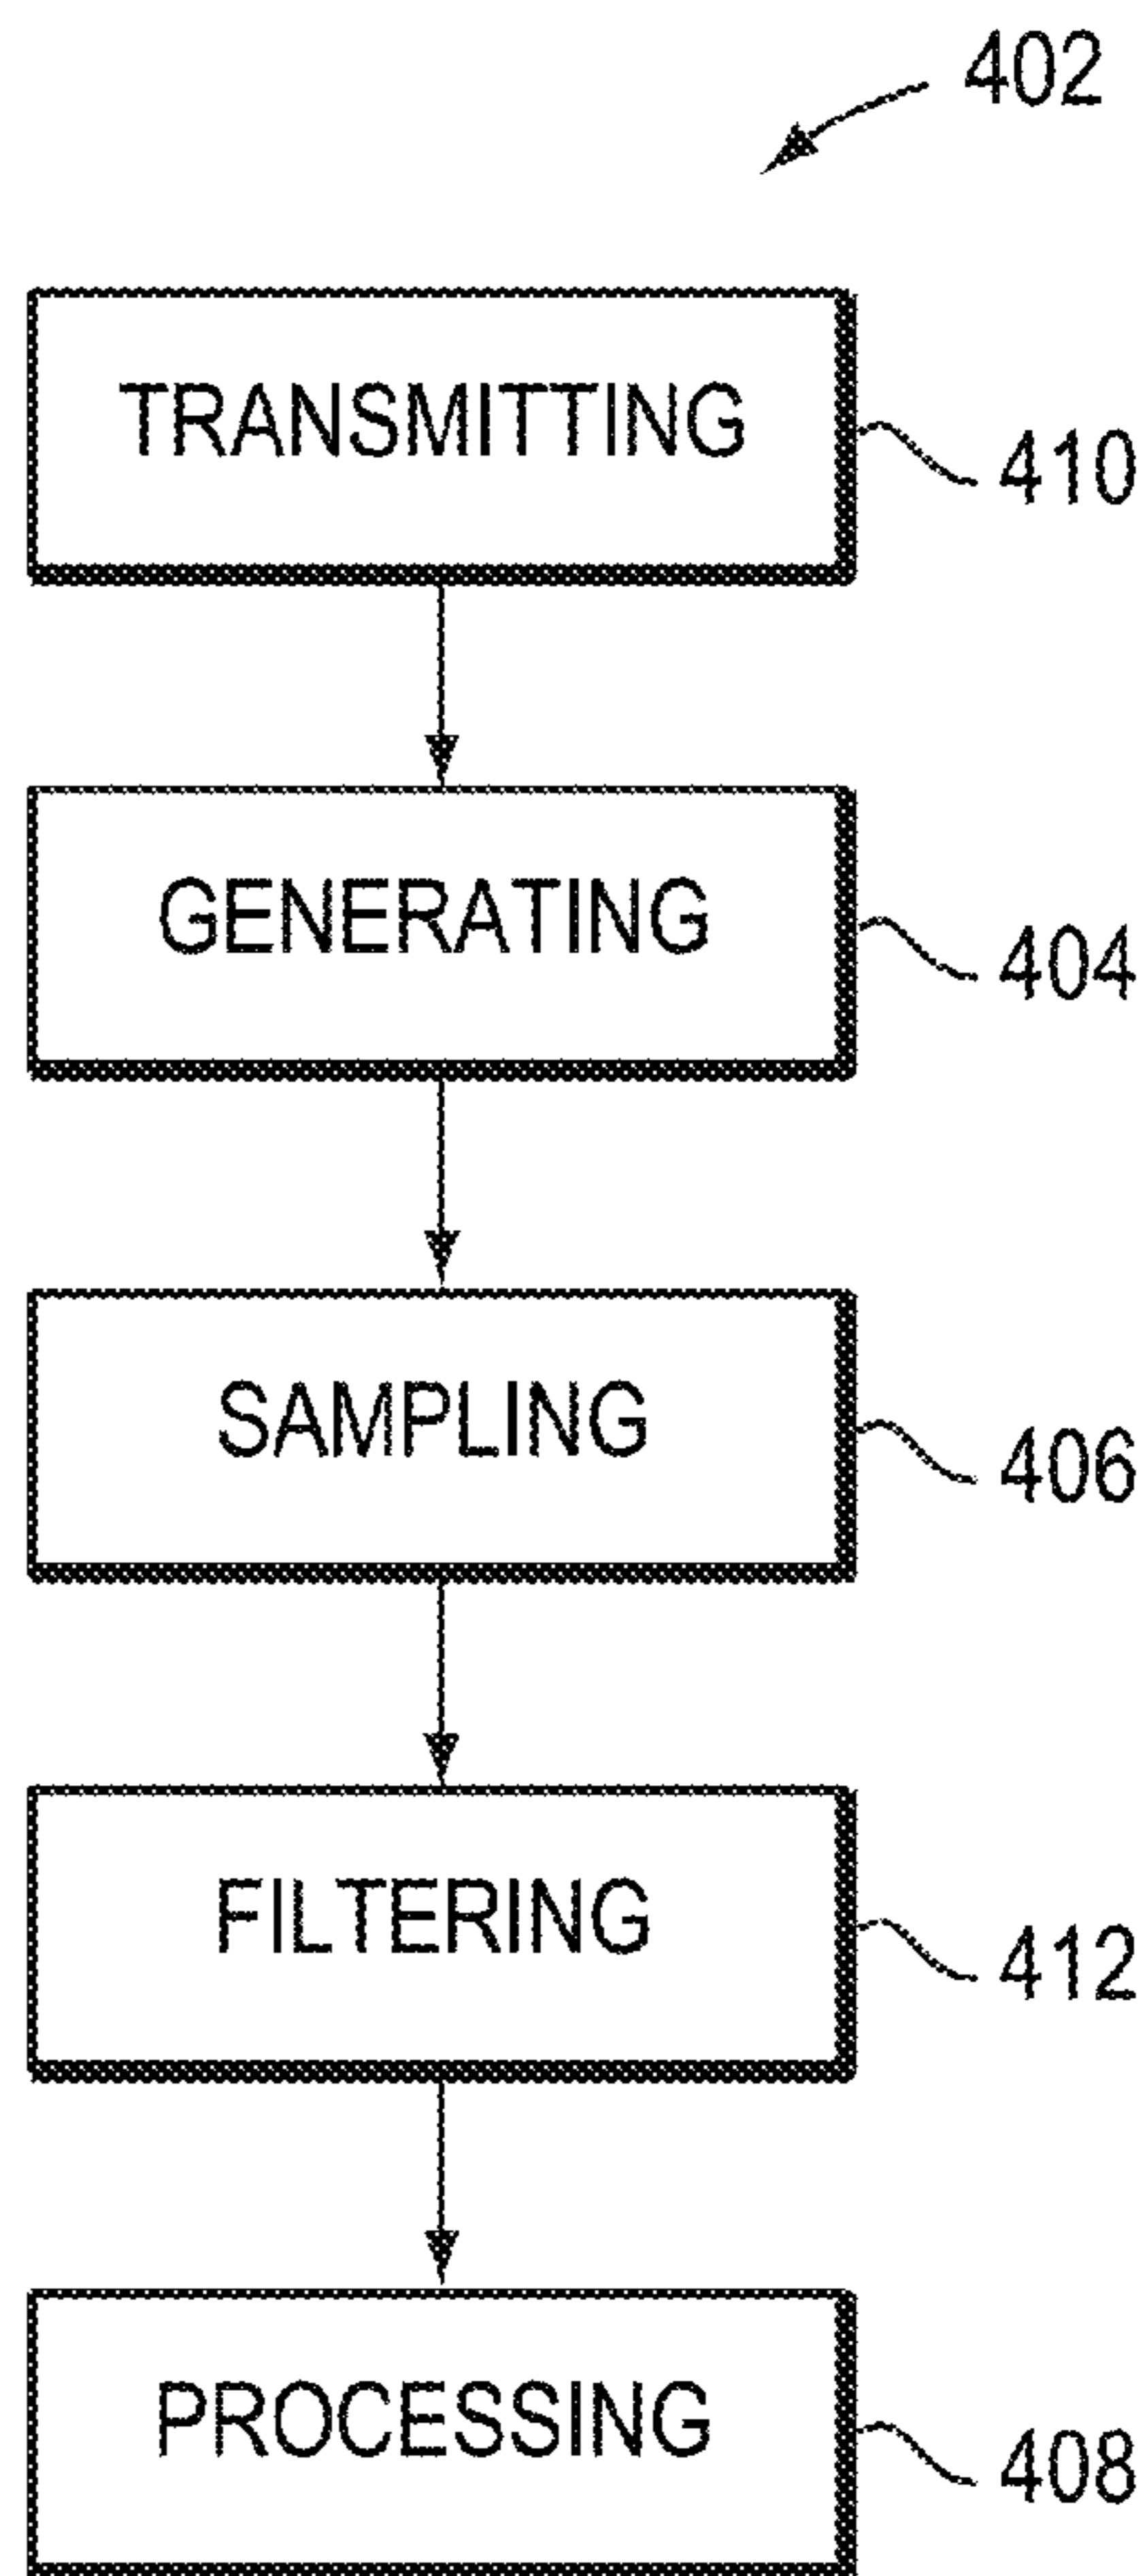 402
TRANSMITTING
410
GENERATING
404
SAMPLING
406
FILTERING
412
PROCESSING
408